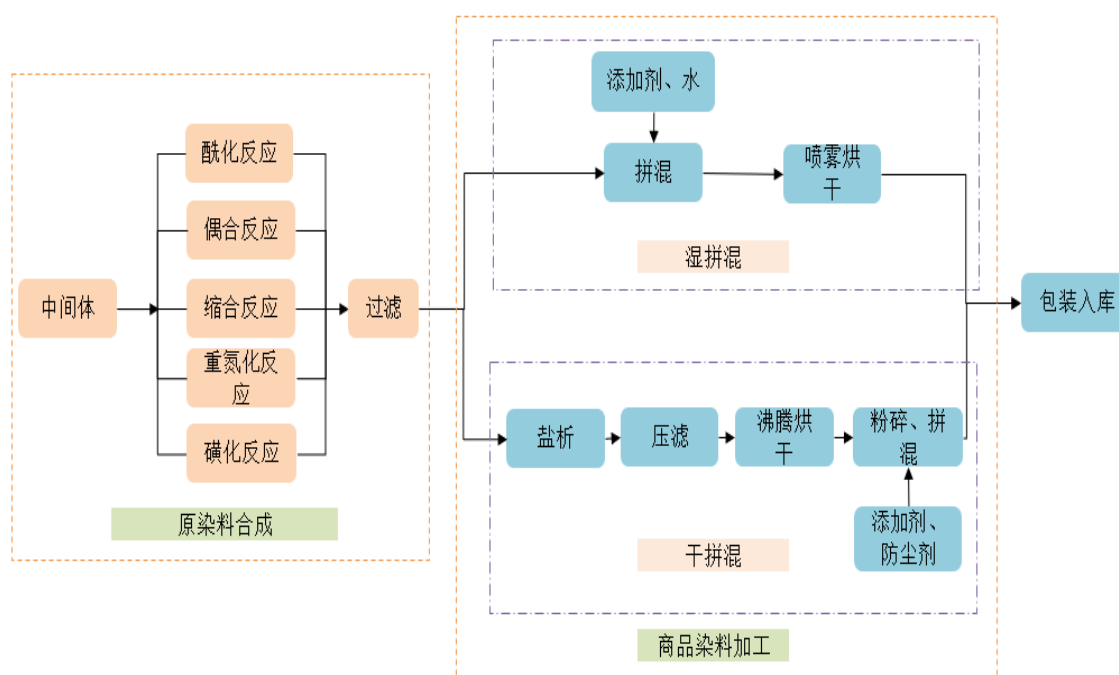 中间体
酰化反应
偶合反应
缩合反应
重氮化反
应
磺化反应
过滤
原染料合成
添加剂、水
拼混
喷雾烘
干
湿拼混
盐析
压滤
沸腾烘
干
粉碎、拼
混
添加剂、
防尘剂
干拼混
商品染料加工
包装入库